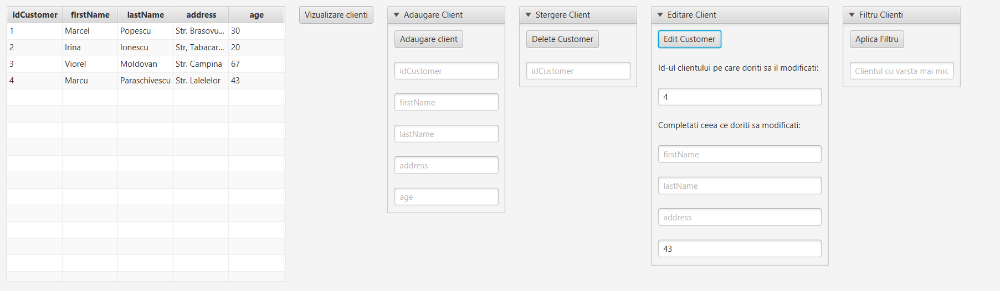 idCustomer firstName lastName address age
1 Marcel Popescu Str. Brasovu... 30
2 Irina Ionescu Str, Tabacar... 20
3 Viorel Moldovan Str. Campina 67
4 Marcu Paraschivescu Str. Lalelelor 43
Vizualizare clienti
Adaugare Client
Adaugare client
idCustomer
firstName
lastName
address
age
Stergere Client
Delete Customer
idCustomer
Editare Client
Edit Customer
Id-ul clientului pe care doriti sa il modificati:
4
Completati ceea ce doriti sa modificati:
firstName
lastName
address
43
Filtru Clienti
Aplica Filtru
Clientul cu varsta mai mic